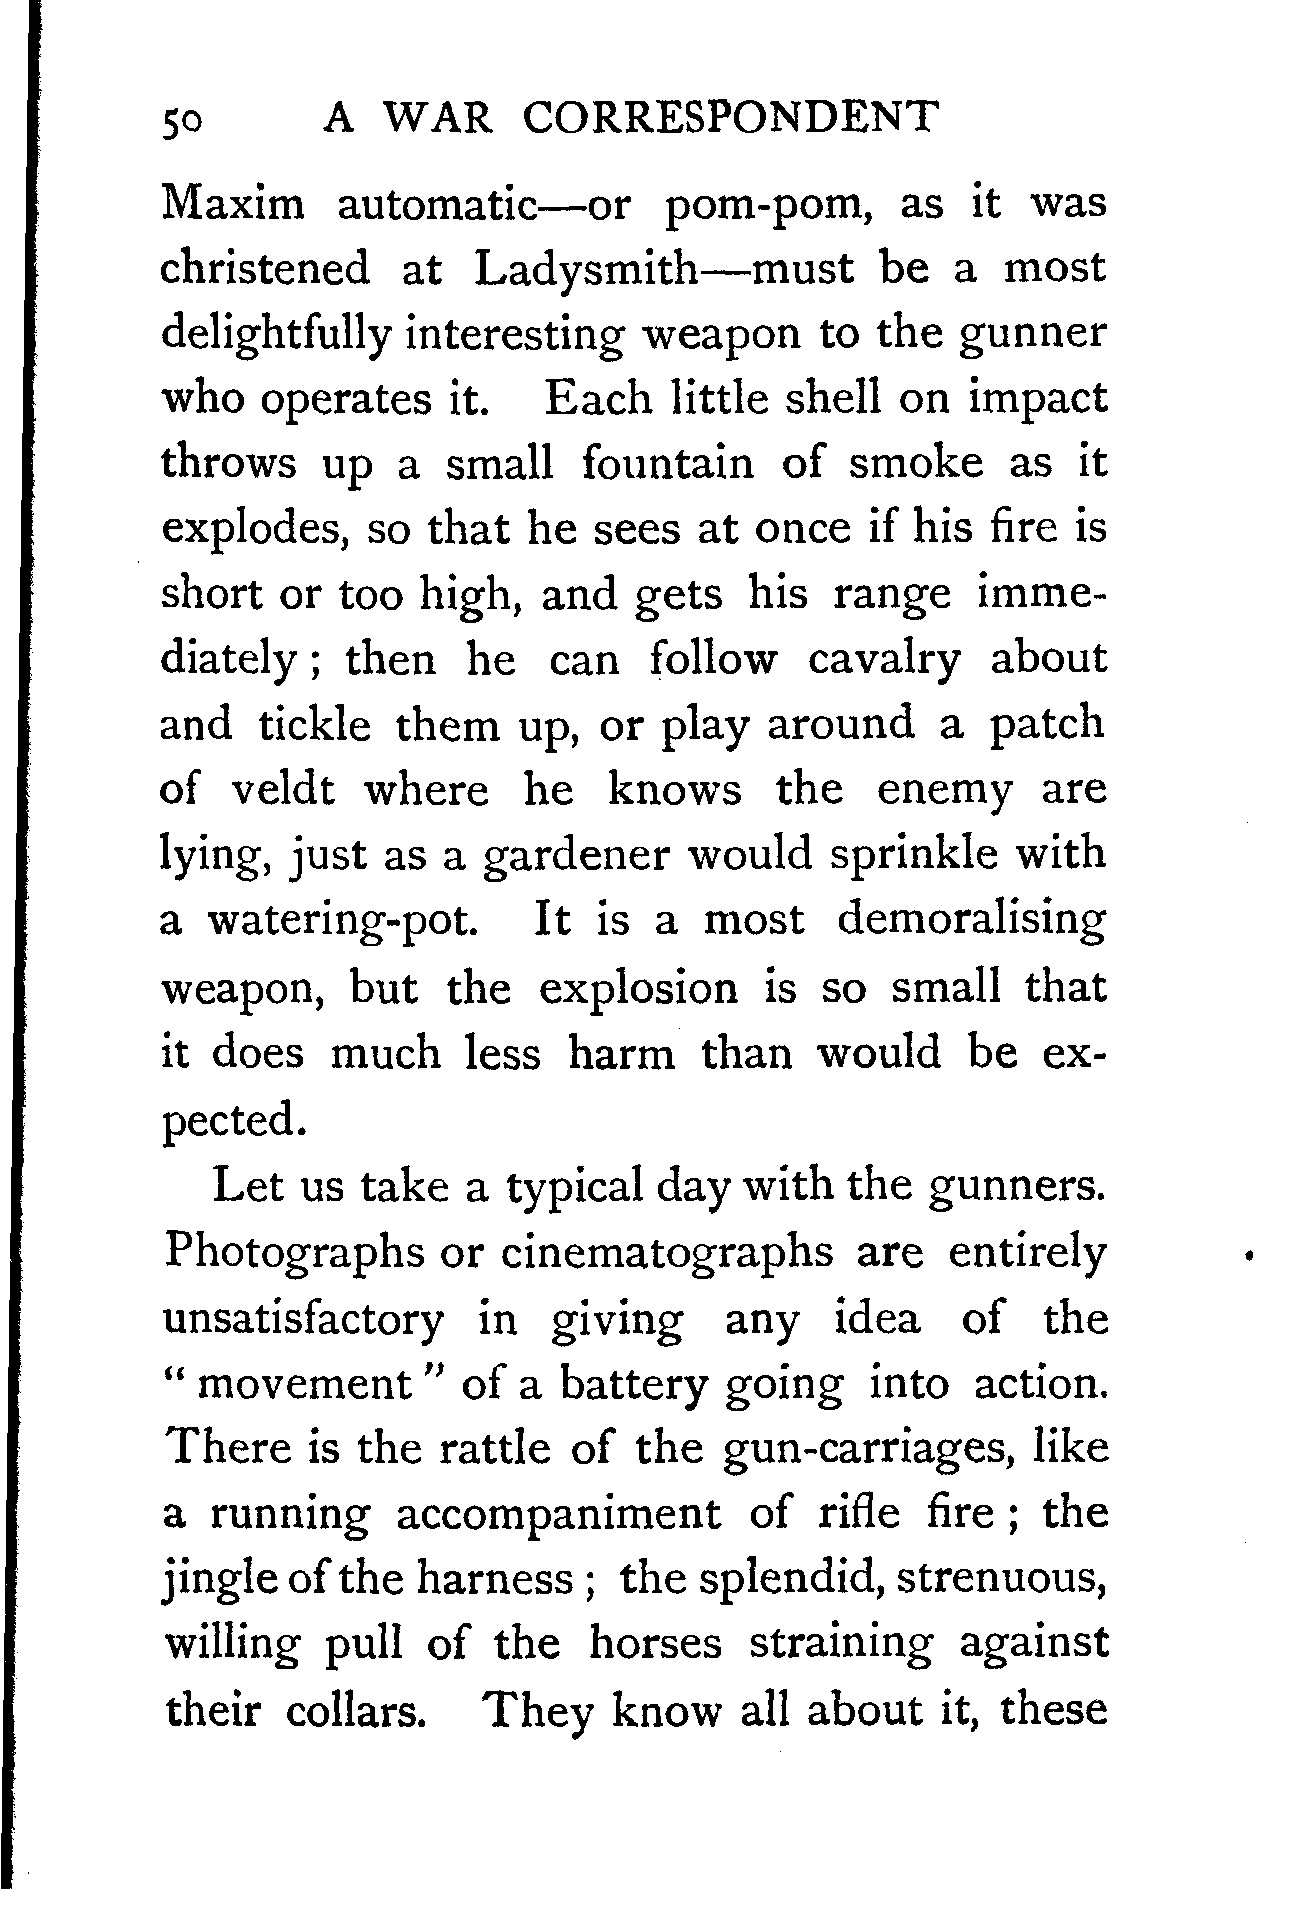 50 A WAR CORRESPONDENT
Maxim automatic—or pom-pom, as it was
christened at Ladysmith—must be a most
delightfully interesting weapon to the gunner
who operates it. Each little shell on impact
throws up a small fountain of smoke as it
explodes, so that he sees at once if his fire is
short or too high, and gets his range imme-
diately ; then he can follow cavalry about
and tickle them up, or play around a patch
of veldt where he knows the enemy are
lying, just as a gardener would sprinkle with
a watering-pot. It is a most demoralising
weapon, but the explosion is so small that
it does much less harm than would be ex-
pected.
Let us take a typical day with the gunners.
Photographs or cinematographs are entirely
unsatisfactory in giving any idea of the
“ movement ” of a battery going into action.
There is the rattle of the gun-carriages, like
a running accompaniment of rifle fire ; the
jingle of the harness ; the splendid, strenuous,
willing pull of the horses straining against
their collars. They know all about it, these